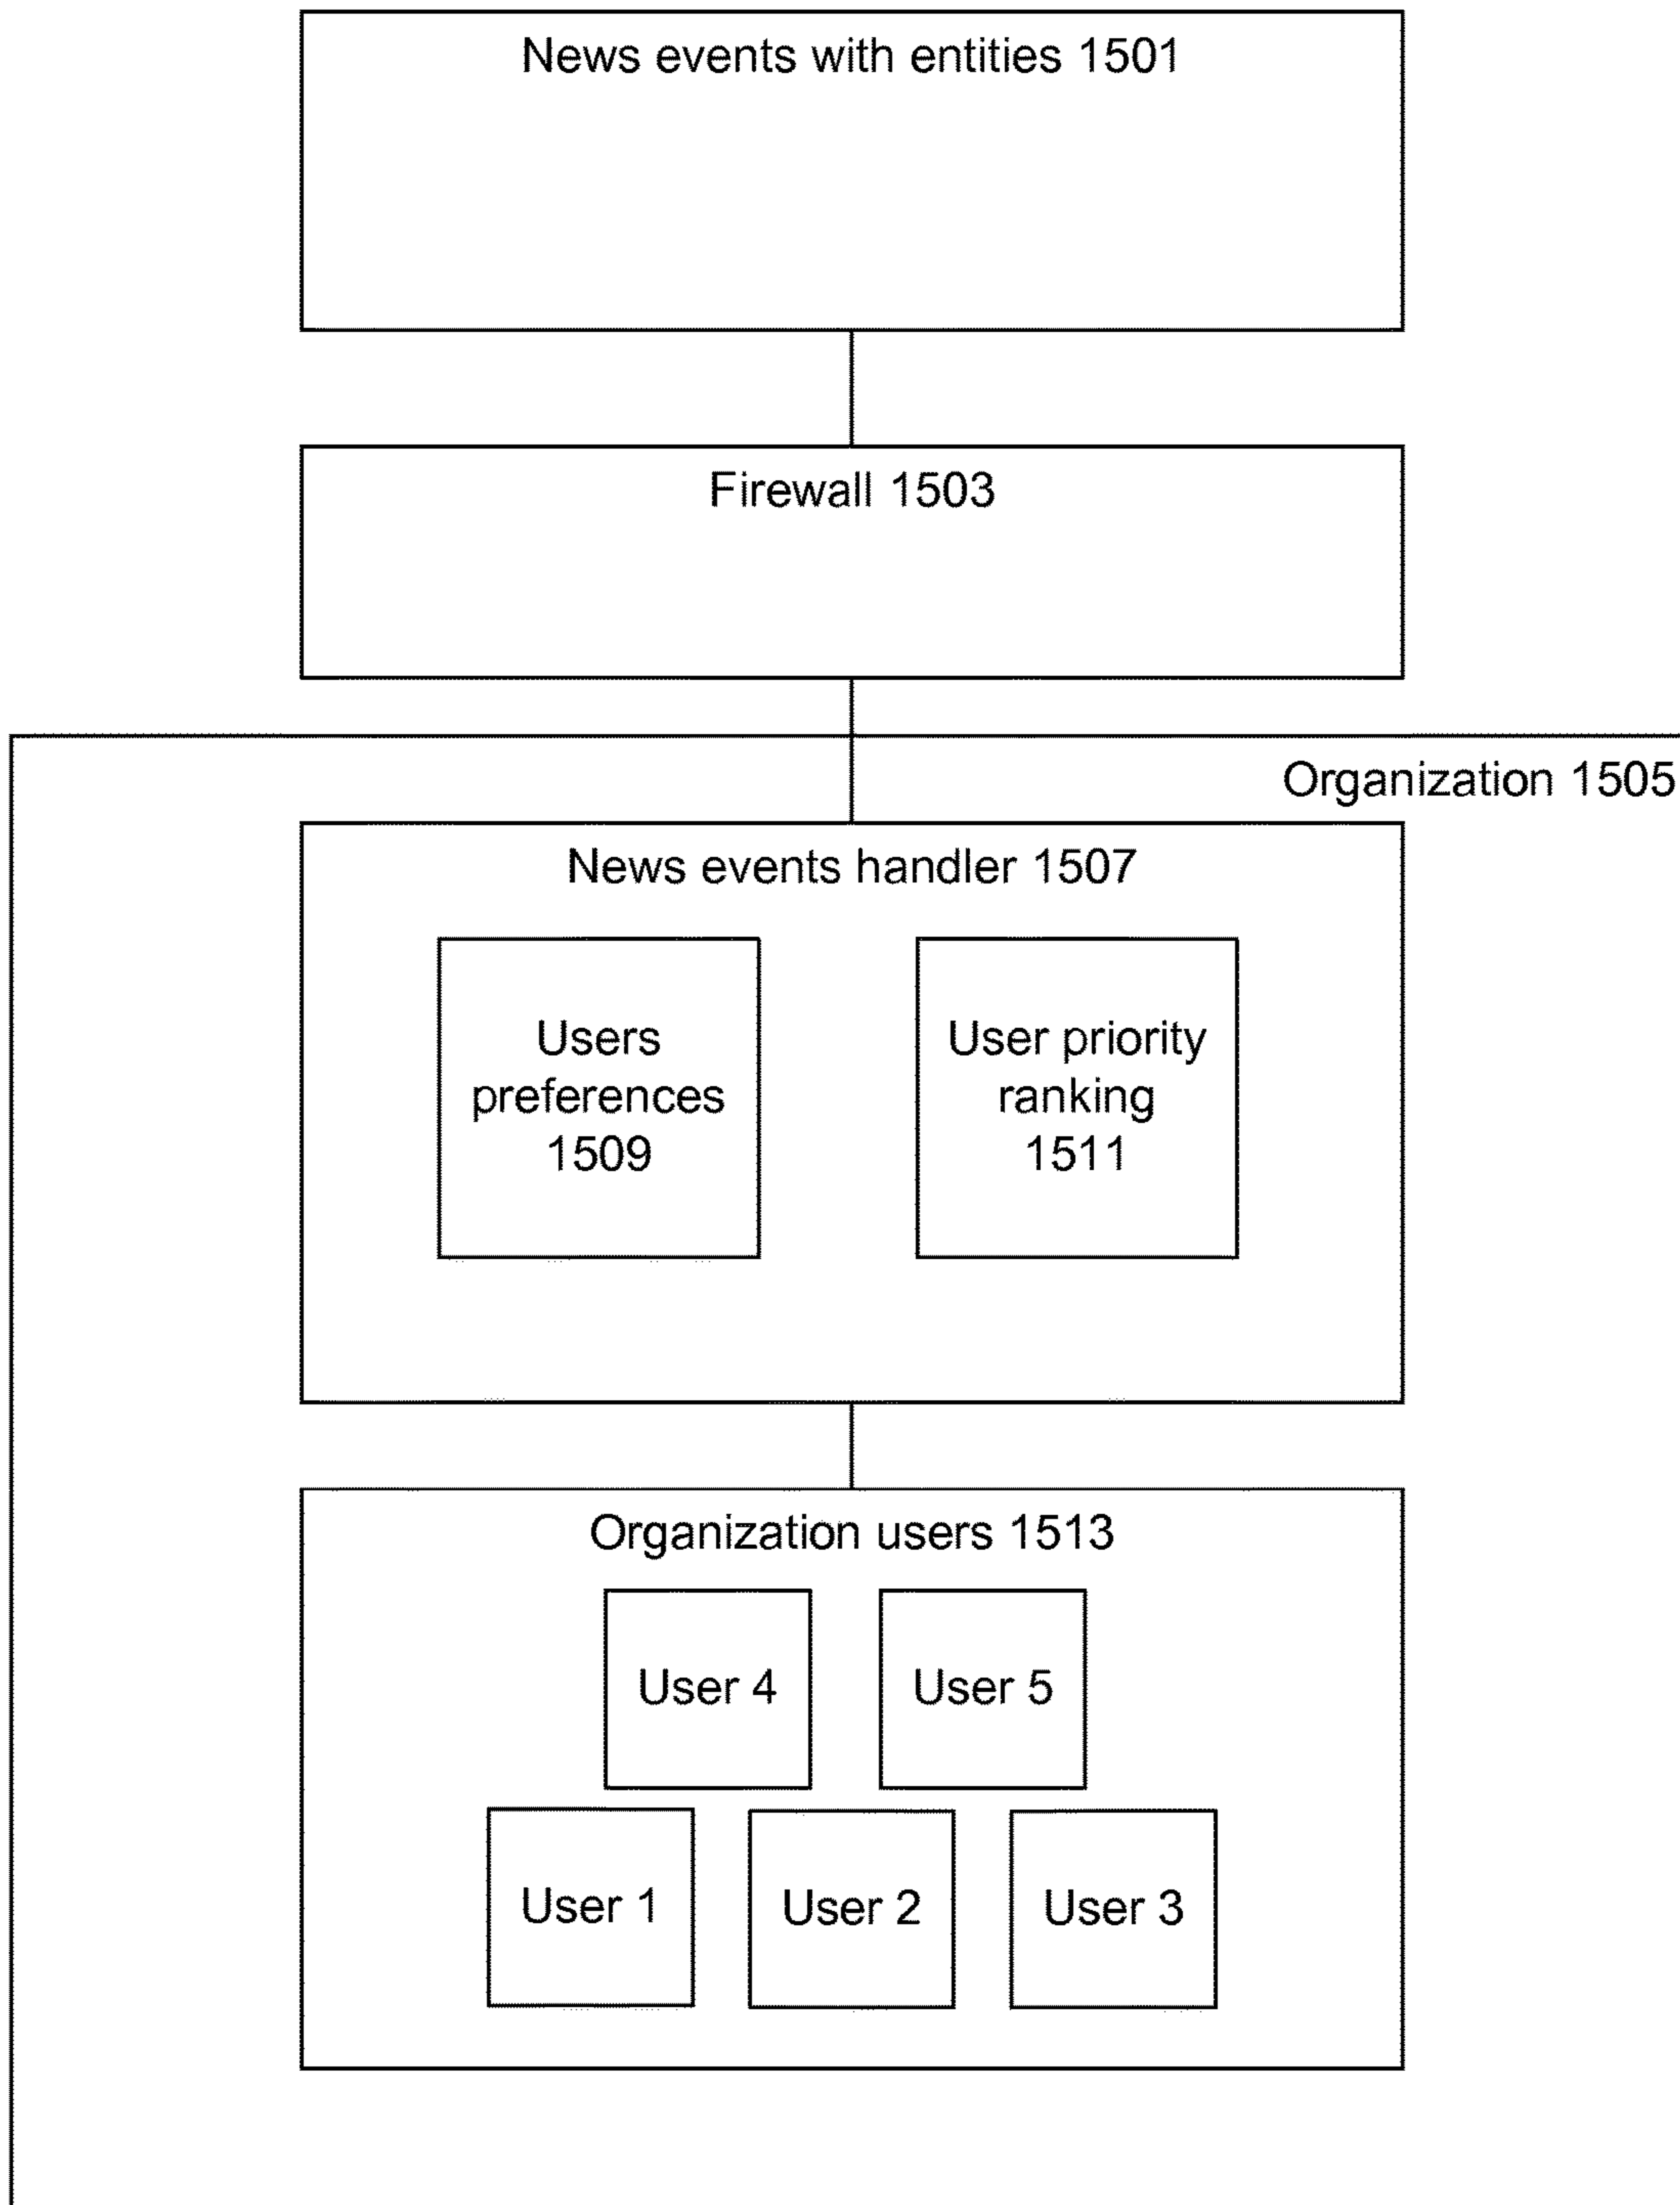 News events with entities 1501
Firewall 1503
Organization 1505
News events handler 1507
Users
preferences
1509
User priority
ranking
1511
Organization users 1513
User 4
User 5
User 1
User 2
User 3